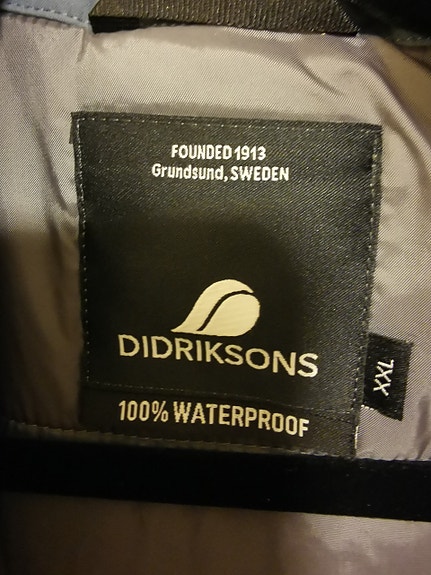 FOUNDED 1913
Grundsund, SWEDEN
DIDRIKSONS
XXL
100% WATERPROOF